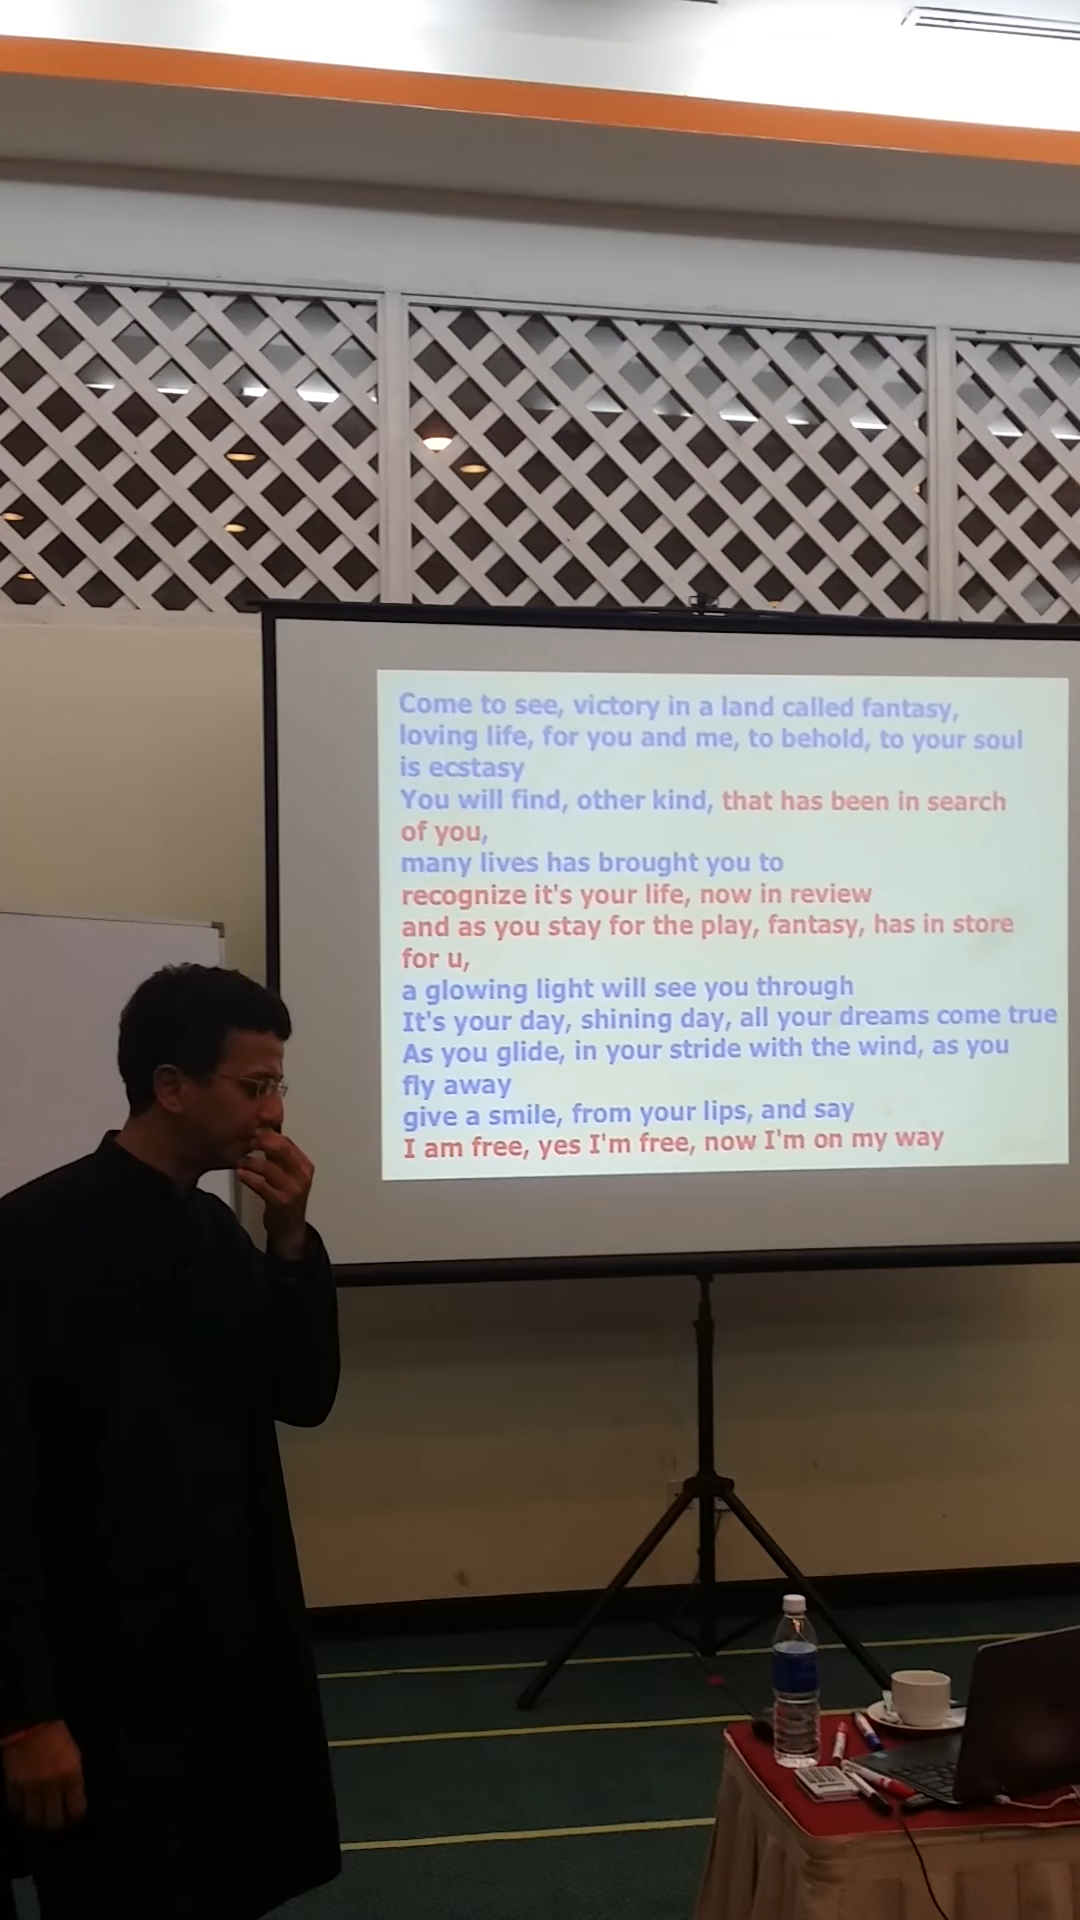 Come to see, victory in a land called fantasy,
loving life, for you and me, to behold, to your soul
is ecstasy
You will find, other kind, that has been in search
of you,
many lives has brought you to
recognize it's your life, now in review
and as you stay for the play, fantasy, has in store
for u,
a glowing light will see you through
It's your day, shining day, all your dreams come true
As you glide, in your stride with the wind, as you
fly away
give a smile, from your lips, and say
I am free, yes I'm free, now I'm on my way